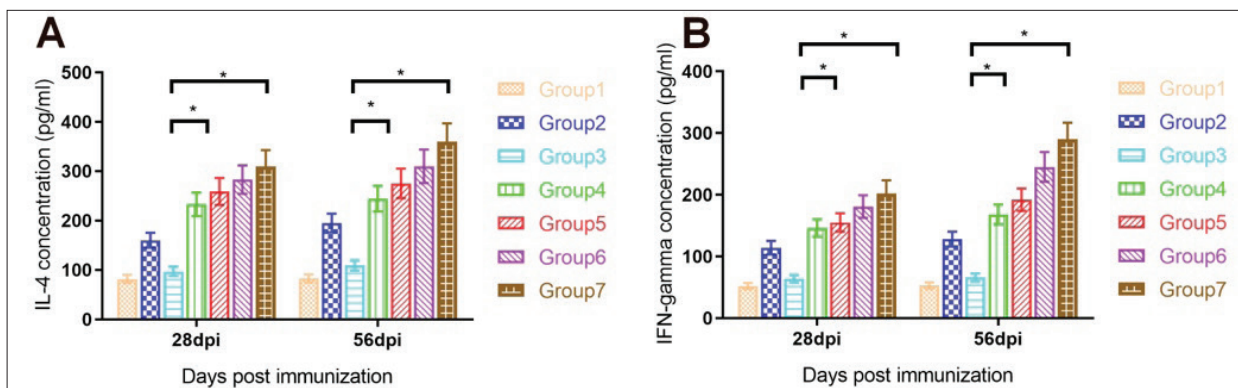 A
IL-4 concentration (pg/ml)
500
400
300
200
100
0
*
*
*
*
28dpi
56dpi
Days post immunization
Group1
Group2
Group3
Group4
Group5
Group6
Group7
B
IFN-gamma concentration (pg/ml)
400
300
200
100
0
*
*
*
*
28dpi
56dpi
Days post immunization
Group1
Group2
Group3
Group4
Group5
Group6
Group7